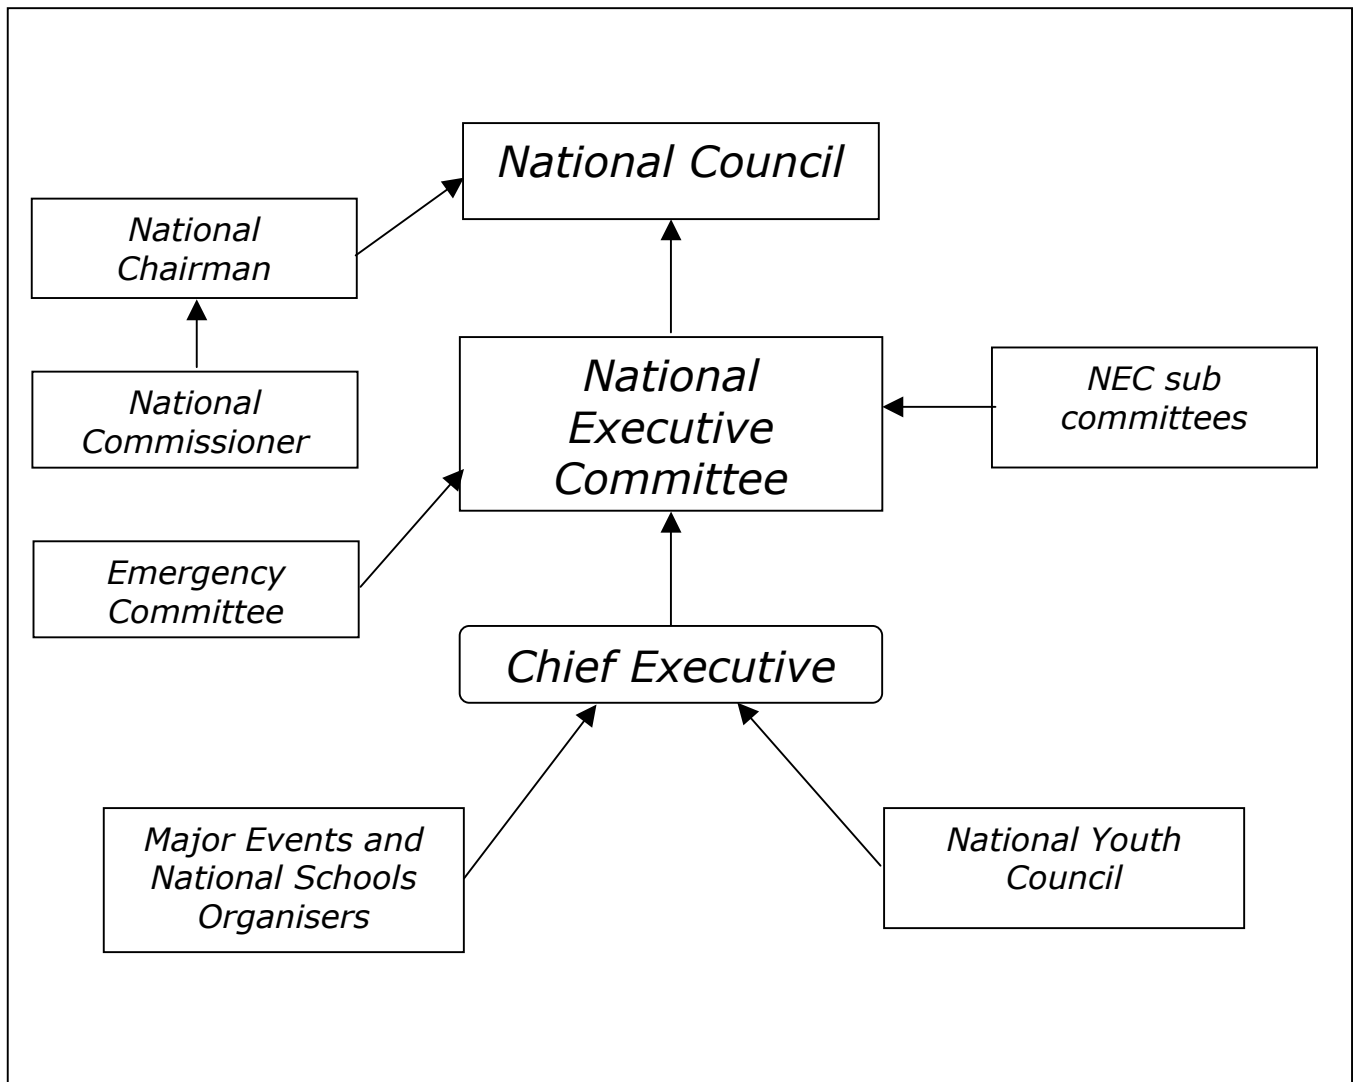 National Council
National
Chairman
National
Executive
Committee
NEC sub
committees
National
Commissioner
Emergency
Committee
Chief Executive
Major Events and
National Schools
Organisers
National Youth
Council